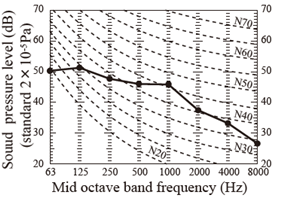 Souud pressure level (dB)
(standard 2 × 10⁻⁵Pa)
70
60
50
40
30
20
70
60
50
40
30
20
N70
N60
N50
N40
N30
N20
63 125 250 500 1000 2000 4000 8000
Mid octave band frequency (Hz)